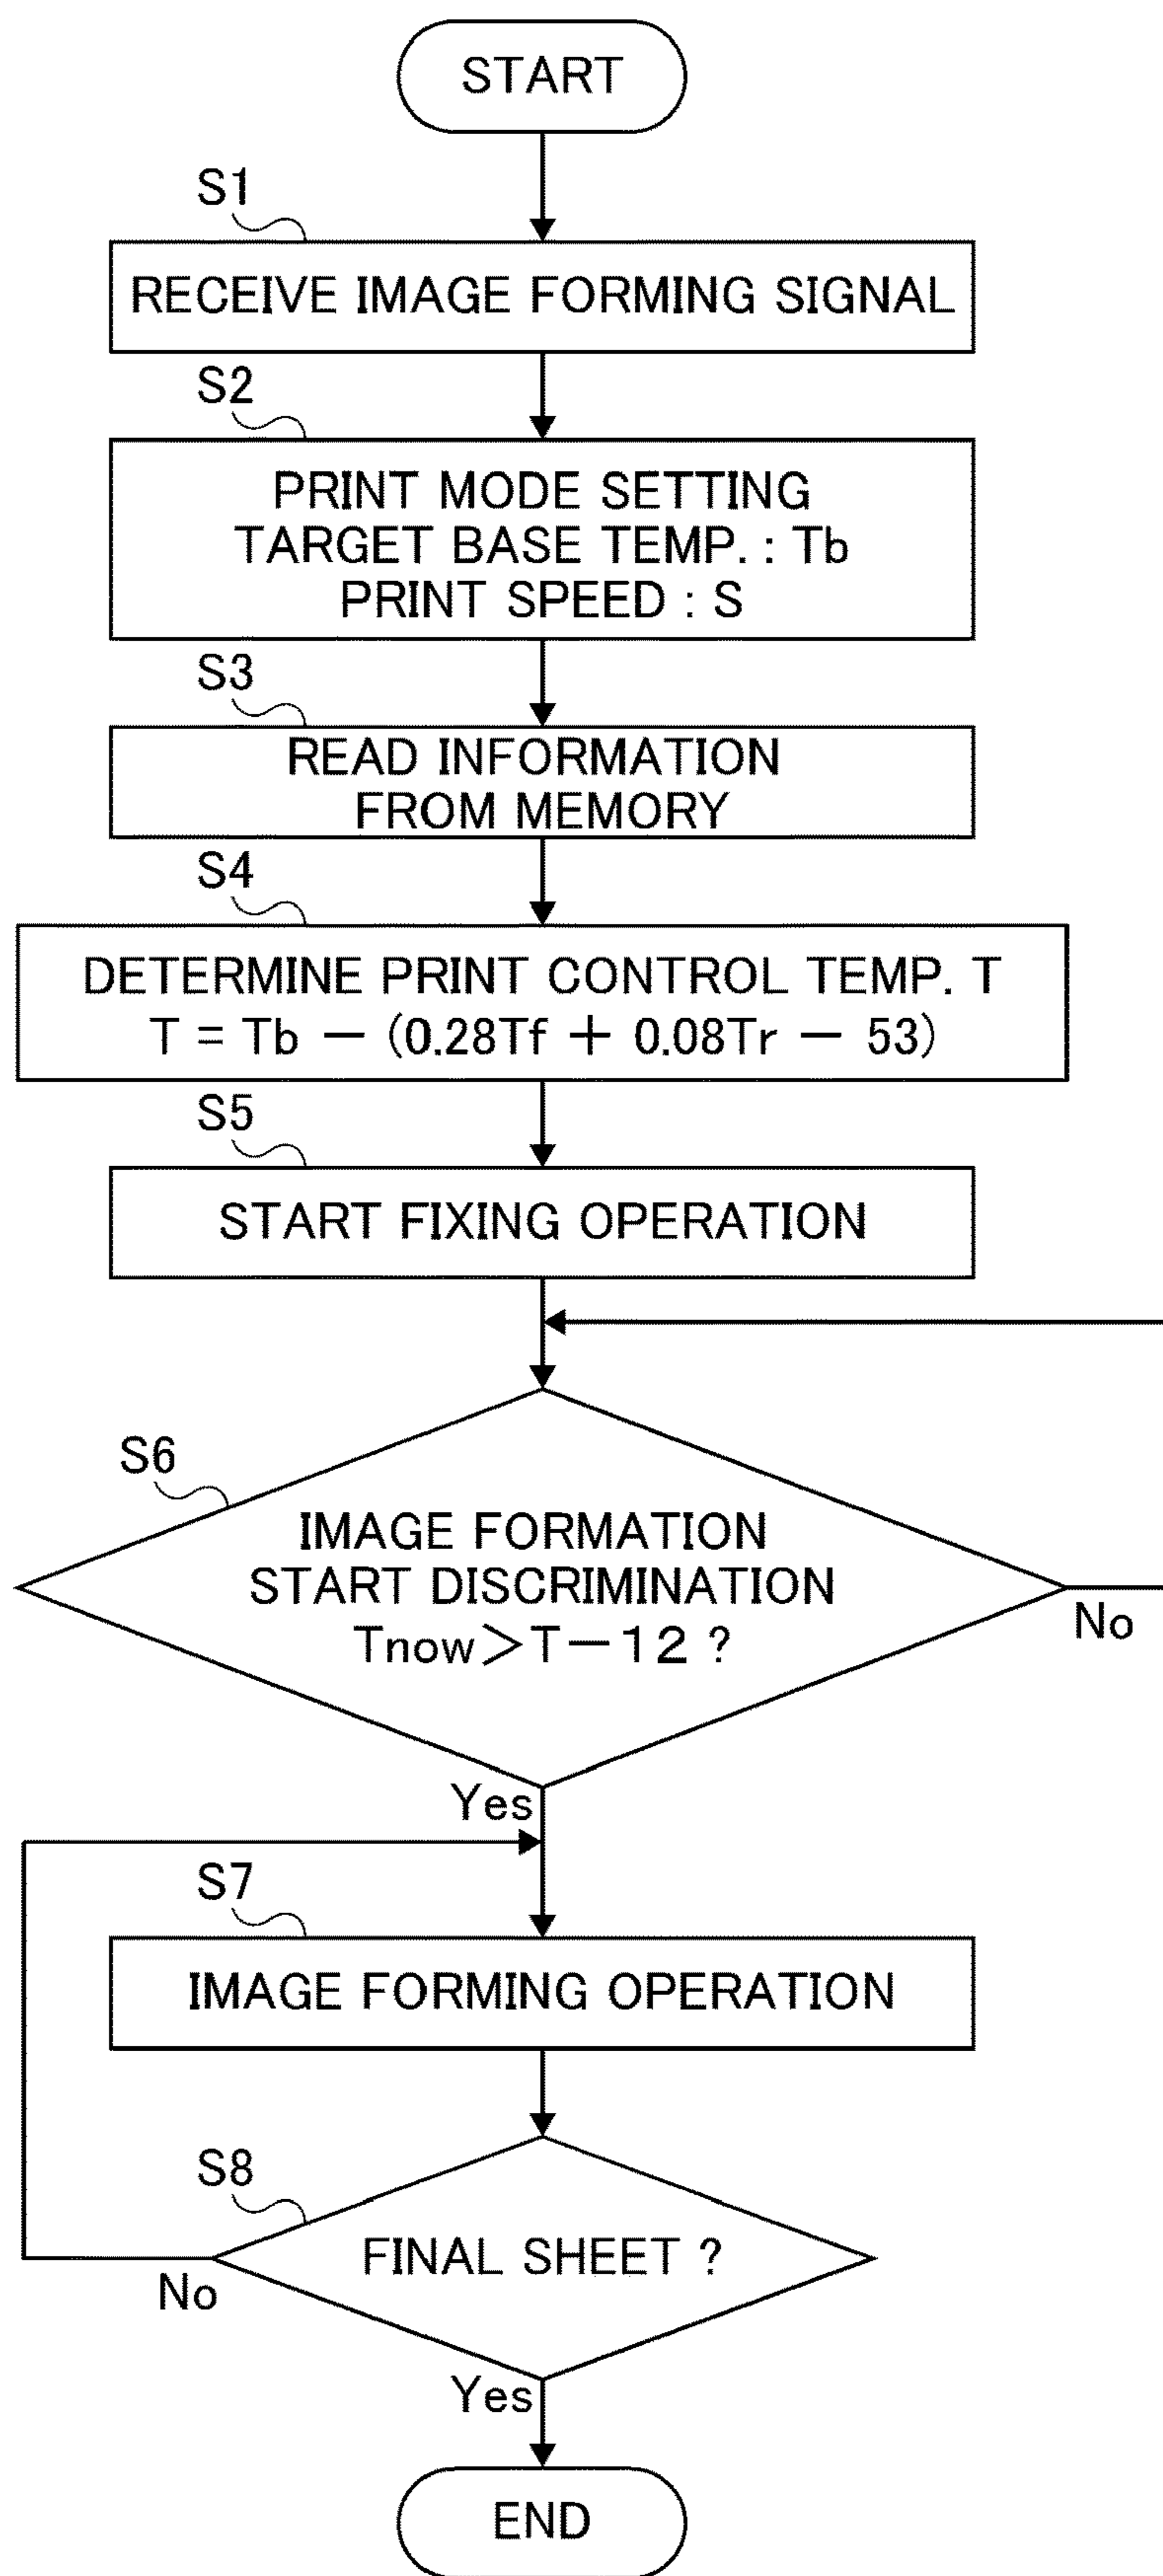 START
S1
RECEIVE IMAGE FORMING SIGNAL
S2
PRINT MODE SETTING
TARGET BASE TEMP. : Tb
PRINT SPEED : S
S3
READ INFORMATION
FROM MEMORY
S4
DETERMINE PRINT CONTROL TEMP. T
T = Tb － (0.28Tf ＋ 0.08Tr － 53)
S5
START FIXING OPERATION
S6
IMAGE FORMATION
START DISCRIMINATION
Tnow＞T－12 ?
No
Yes
S7
IMAGE FORMING OPERATION
S8
FINAL SHEET ?
No
Yes
END